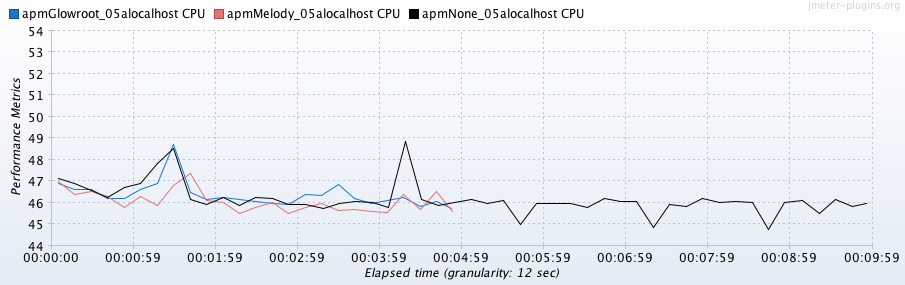 jmeter-plugins.org
apmGlowroot_05alocalhost CPU apmMelody_05alocalhost CPU apmNone_05alocalhost CPU
54
53
52
51
50
49
48
47
46
45
44
Performance Metrics
00:00:00 00:00:59 00:01:59 00:02:59 00:03:59 00:04:59 00:05:59 00:06:59 00:07:59 00:08:59 00:09:59
Elapsed time (granularity: 12 sec)